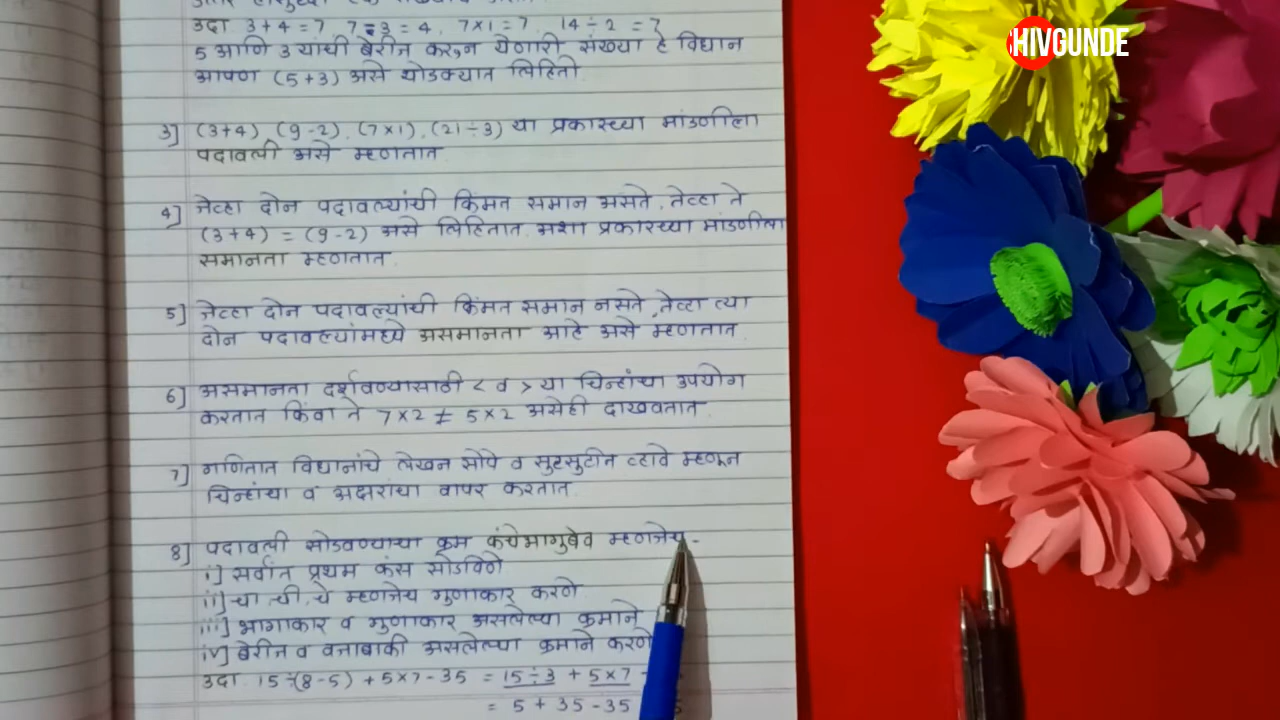 उदा. 3+4 = 7, 7=3 = 4, 7×1 = 7, 14÷2 = 7
5 आणि 3 यांची बेरीज करून येणारी संख्या हे विधान
आपण (5+3) असे थोडक्यात लिहितो.
3] (3+4), (9-2), (7×1), (21÷3) या प्रकारच्या मांडणीला
पदावली असे म्हणतात.
4] जेव्हा दोन पदावल्यांची किंमत समान असते, तेव्हा ते
(3+4) = (9-2) असे लिहितात. अशा प्रकारच्या मांडणीला
समानता म्हणतात.
5] जेव्हा दोन पदावल्यांची किंमत समान नसते, तेव्हा त्या
दोन पदावल्यांमध्ये असमानता आहे असे म्हणतात.
6] असमानता दर्शवण्यासाठी < व > या चिन्हांचा उपयोग
करतात किंवा ते 7×2 ≠ 5×2 असेही दाखवतात.
7] गणितात विधानांचे लेखन सोपे व सुटसुटीत व्हावे म्हणून
चिन्हांचा व अक्षरांचा वापर करतात.
8] पदावली सोडवण्याचा क्रम कंचेभागुबेव म्हणजेच -
i] सर्वात प्रथम कंस सोडविणे
ii] चा, ची, चे म्हणजेच गुणाकार करणे.
iii] भागाकार व गुणाकार असलेल्या क्रमाने
iv] बेरीज व वजाबाकी असलेल्या क्रमाने करणे
उदा. 15÷(8-5) + 5×7-35 = 15÷3 + 5×7
= 5 + 35 - 35
SHIVGUNDE